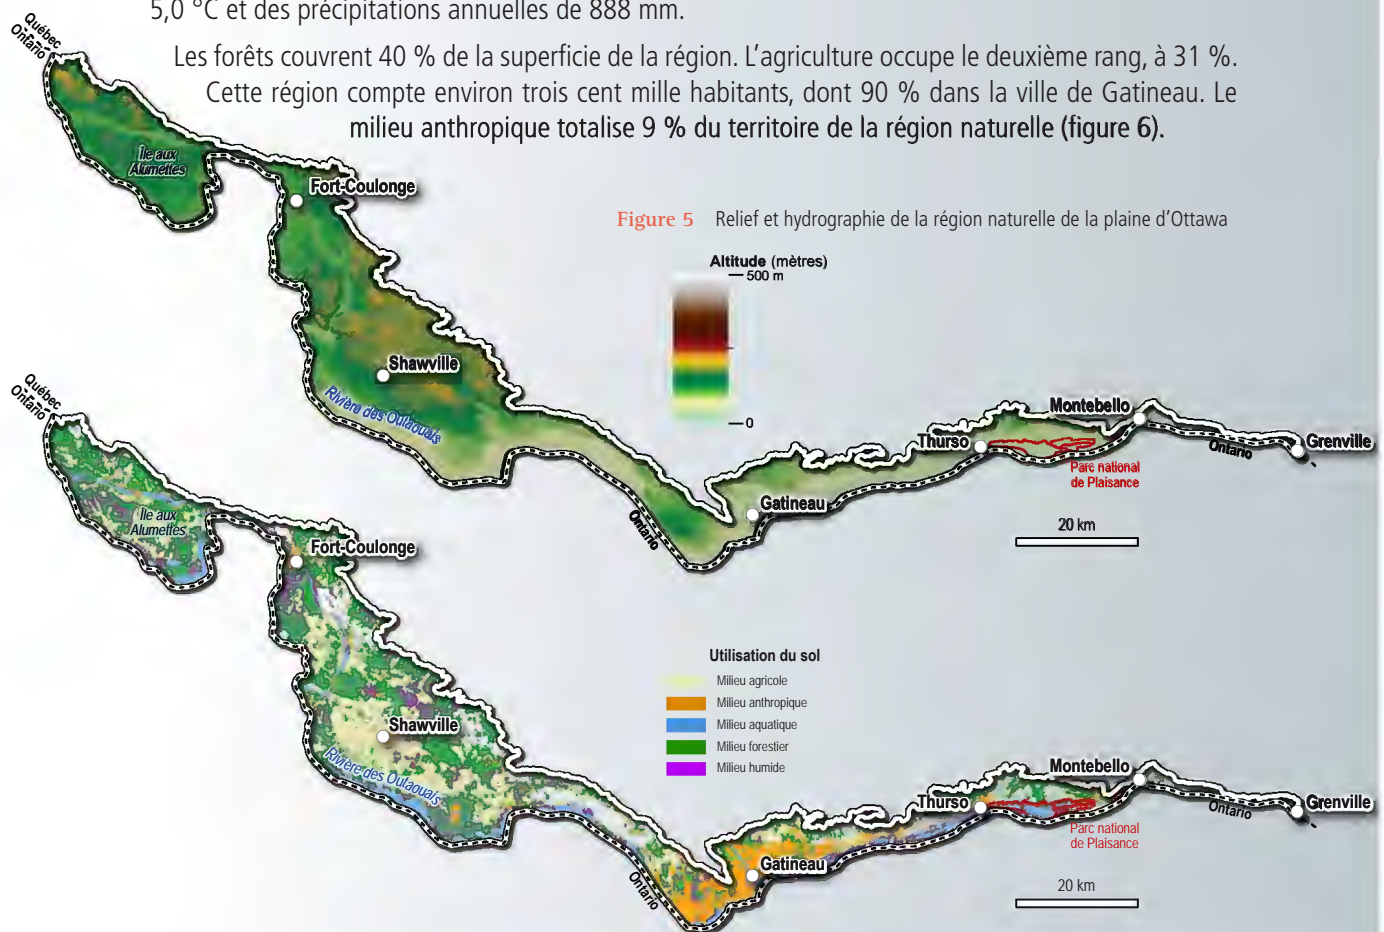 5,0 °C et des précipitations annuelles de 888 mm.
Les forêts couvrent 40 % de la superficie de la région. L'agriculture occupe le deuxième rang, à 31 %.
Cette région compte environ trois cent mille habitants, dont 90 % dans la ville de Gatineau. Le
milieu anthropique totalise 9 % du territoire de la région naturelle (figure 6).
Figure 5 Relief et hydrographie de la région naturelle de la plaine d'Ottawa
Québec
Ontario
Île aux
Alumettes
Fort-Coulonge
Altitude (mètres)
500 m
0
Shawville
Rivière des Outaouais
Ontario
Gatineau
Thurso
Montebello
Parc national
de Plaisance
Ontario
Grenville
20 km
Québec
Ontario
Île aux
Alumettes
Fort-Coulonge
Shawville
Rivière des Outaouais
Utilisation du sol
Milieu agricole
Milieu anthropique
Milieu aquatique
Milieu forestier
Milieu humide
Ontario
Gatineau
Thurso
Montebello
Parc national
de Plaisance
Ontario
Grenville
20 km